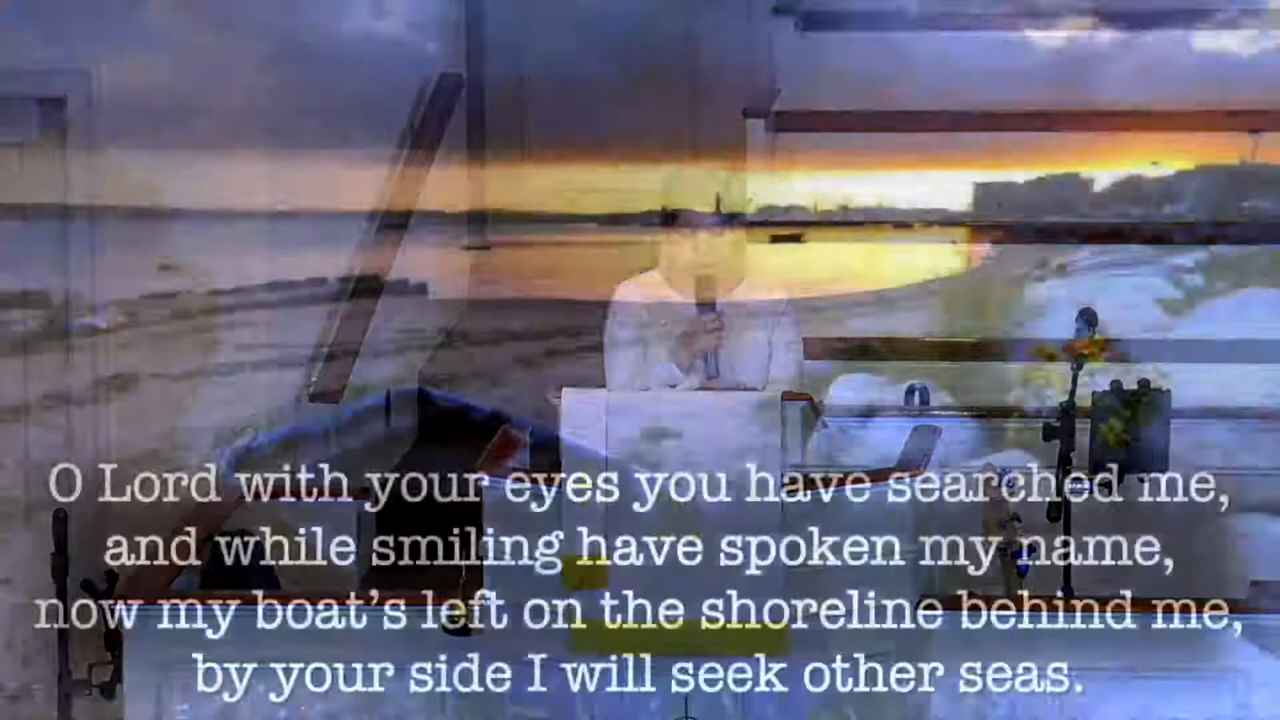 O Lord with your eyes you have searched me,
and while smiling have spoken my name,
now my boat’s left on the shoreline behind me,
by your side I will seek other seas.